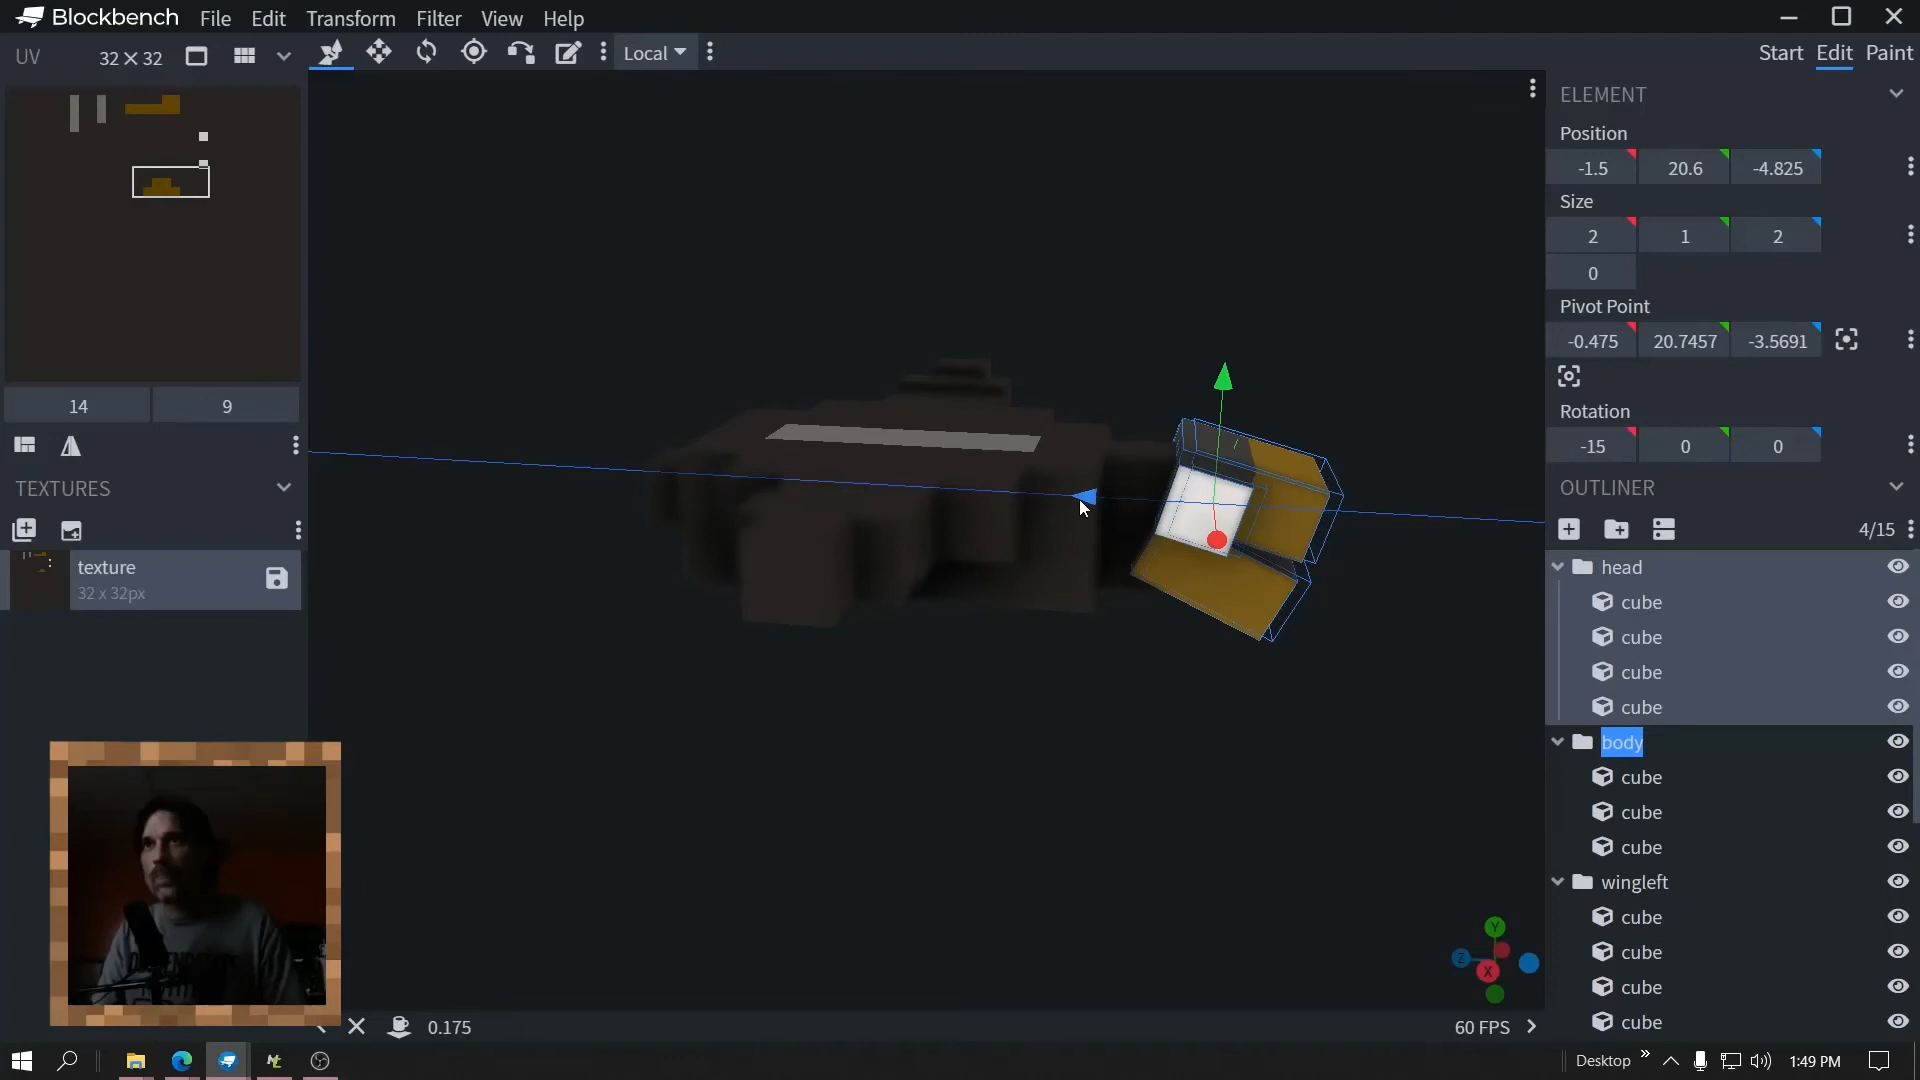 Blockbench File Edit Transform Filter View Help
UV 32 × 32 Local Start Edit Paint
ELEMENT
Position
-1.5 20.6 -4.825
Size
2 1 2
0
Pivot Point
-0.475 20.7457 -3.5691
14 9
Rotation
-15 0 0
TEXTURES
OUTLINER
4/15
texture
32 x 32px
head
cube
cube
cube
cube
body
cube
cube
cube
wingleft
cube
cube
cube
cube
Y
Z
X
0.175
60 FPS
Desktop
1:49 PM